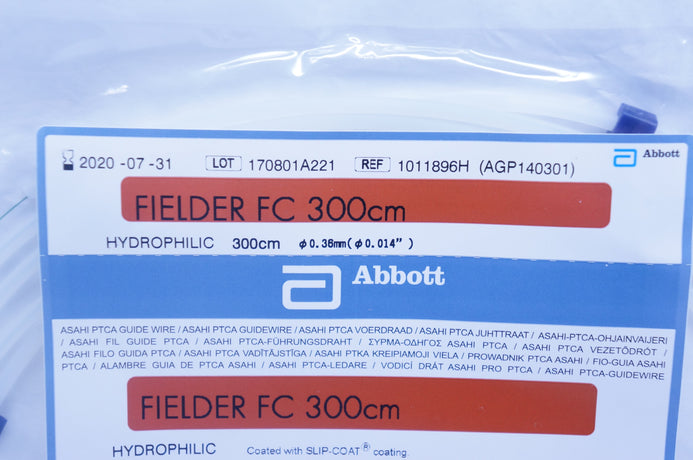 2020-07-31 LOT 170801A221 REF 1011896H (AGP140301) Abbott
FIELDER FC 300cm
HYDROPHILIC 300cm φ0.36mm(φ0.014”)
Abbott
ASAHI PTCA GUIDE WIRE / ASAHI PTCA GUIDEWIRE / ASAHI PTCA VOERDRAAD / ASAHI PTCA JUHTTRAAT / ASAHI-PTCA-OHJAINVAIJERI
/ ASAHI FIL GUIDE PTCA / ASAHI PTCA-FÜHRUNGSDRAHT / ΣΥΡΜΑ-ΟΔΗΓΟΣ ASAHI PTCA / ASAHI PTCA VEZETŐDRÓT /
ASAHI FILO GUIDA PTCA / ASAHI PTCA VADĪTĀJSTĪGA / ASAHI PTKA KREIPIAMOJI VIELA / PROWADNIK PTCA ASAHI / FIO-GUIA ASAHI
PTCA / ALAMBRE GUIA DE PTCA ASAHI / ASAHI PTCA-LEDARE / VODICÍ DRÁT ASAHI PRO PTCA / ASAHI PTCA-GUIDEWIRE
FIELDER FC 300cm
HYDROPHILIC Coated with SLIP-COAT® coating.